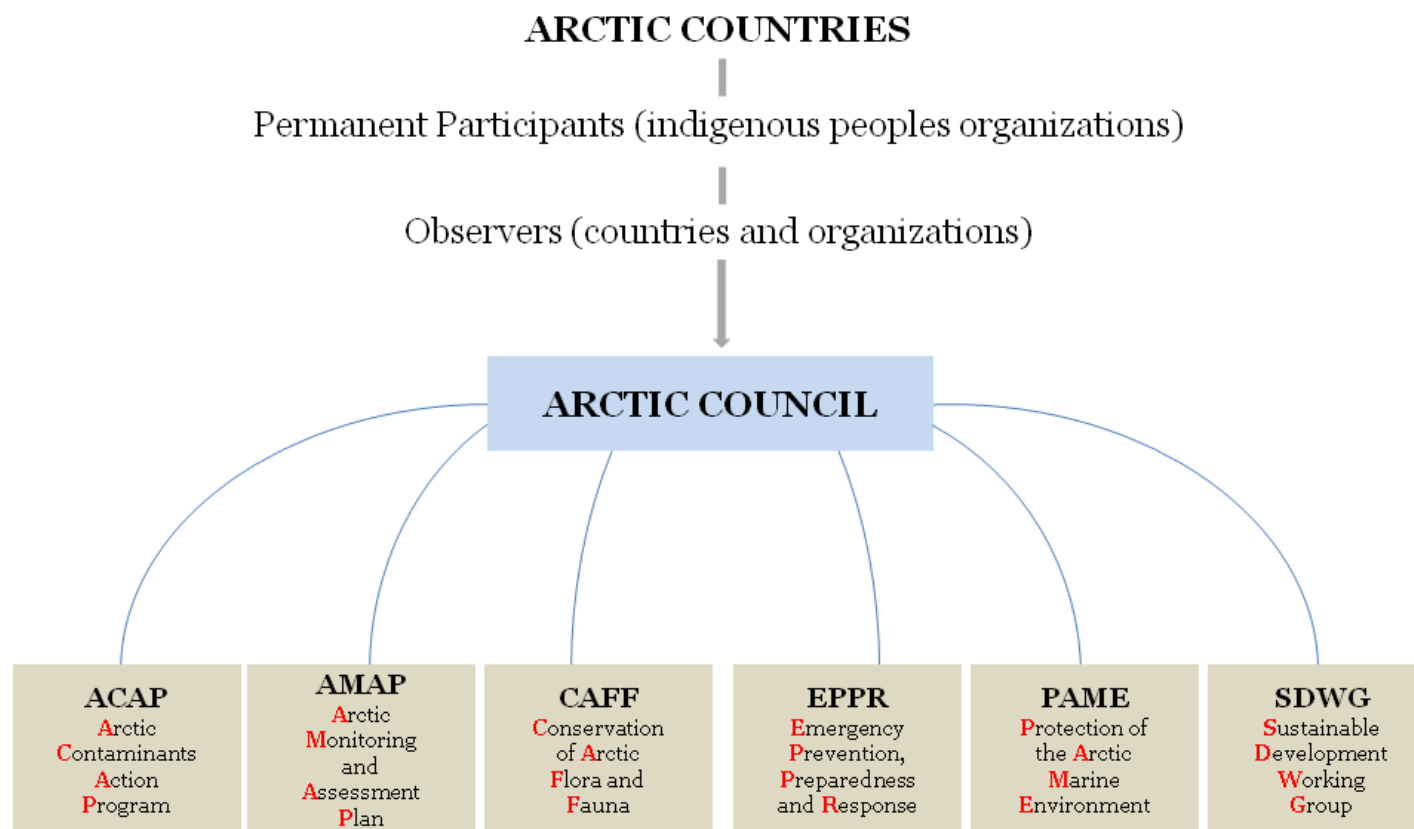 ARCTIC COUNTRIES
Permanent Participants (indigenous peoples organizations)
Observers (countries and organizations)
ARCTIC COUNCIL
ACAP
Arctic
Contaminants
Action
Program
AMAP
Arctic
Monitoring
and
Assessment
Plan
CAFF
Conservation
of Arctic
Flora and
Fauna
EPPR
Emergency
Prevention,
Preparedness
and Response
PAME
Protection of
the Arctic
Marine
Environment
SDWG
Sustainable
Development
Working
Group